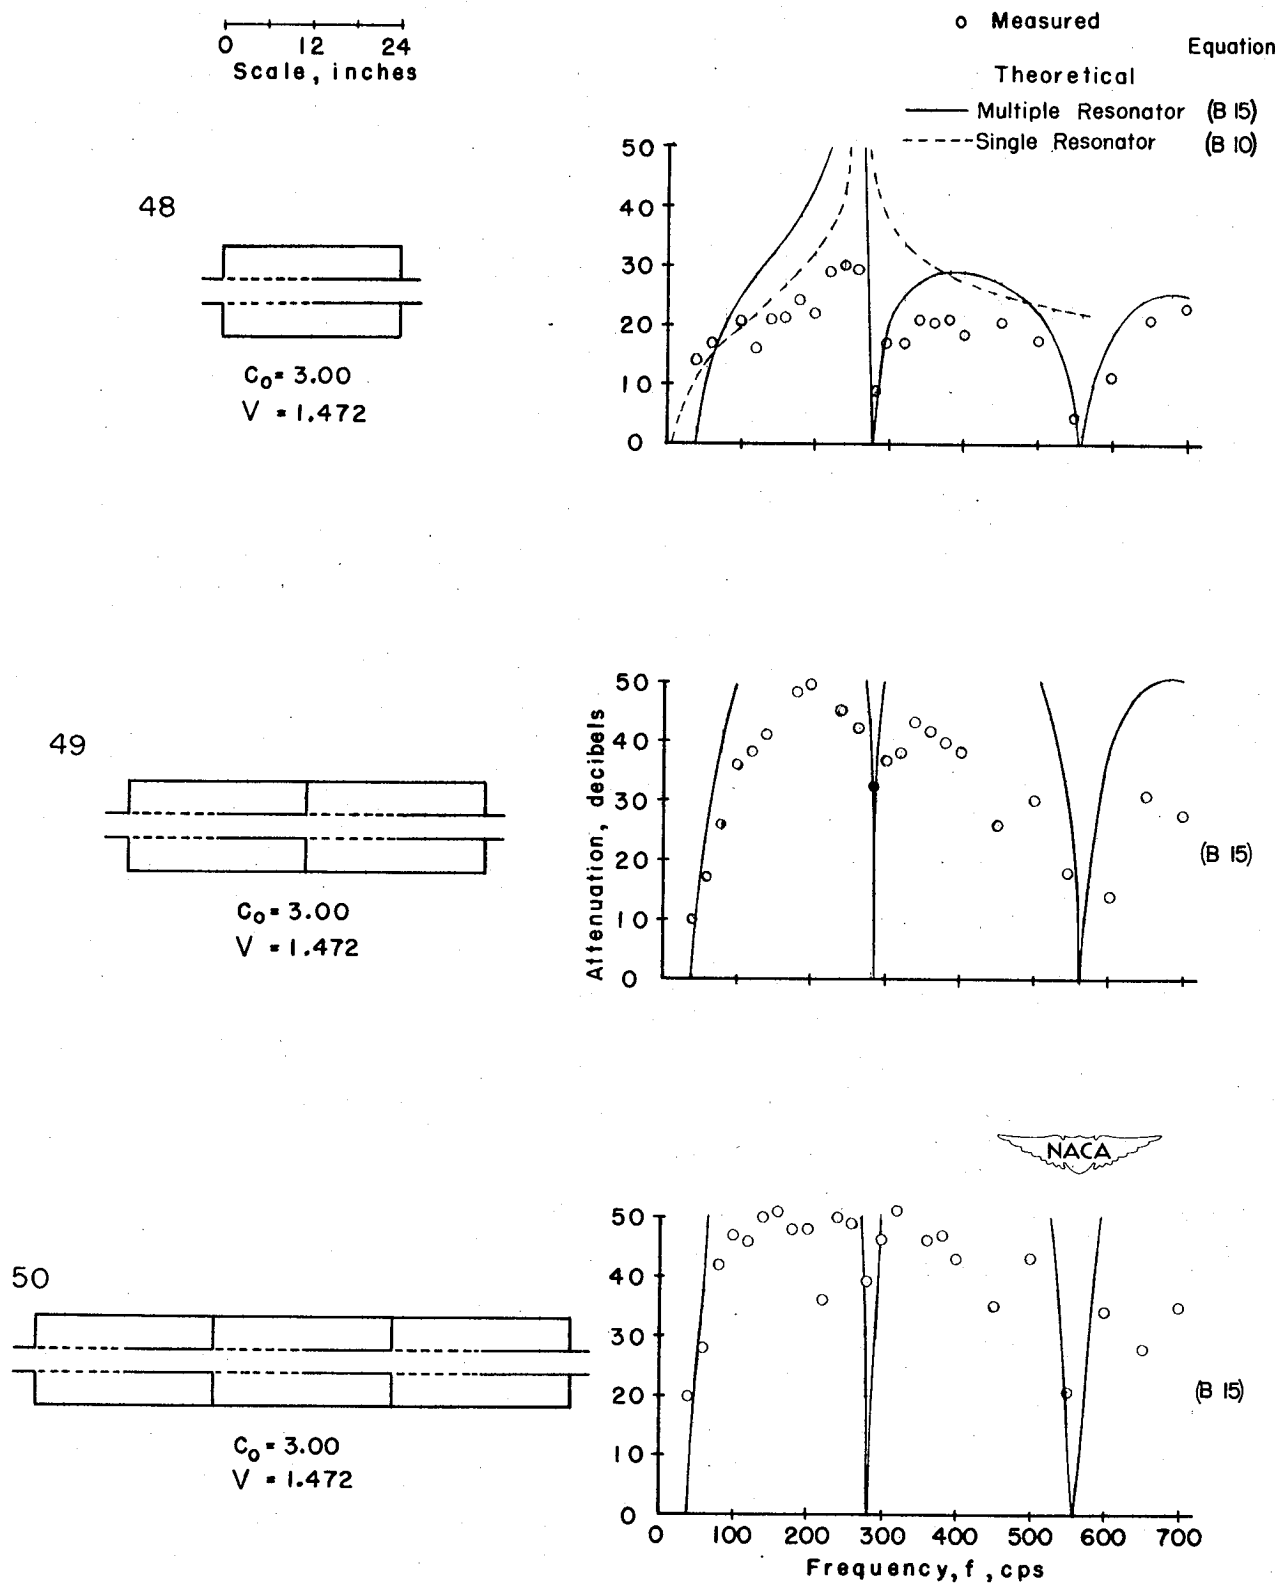 0 12 24
Scale, inches
o Measured
Equation
Theoretical
Multiple Resonator (B 15)
Single Resonator (B 10)
48
C₀ = 3.00
V = 1.472
50
40
30
20
10
0
49
C₀ = 3.00
V = 1.472
Attenuation, decibels
50
40
30
20
10
0
(B 15)
NACA
50
C₀ = 3.00
V = 1.472
50
40
30
20
10
0
(B 15)
0 100 200 300 400 500 600 700
Frequency, f, cps